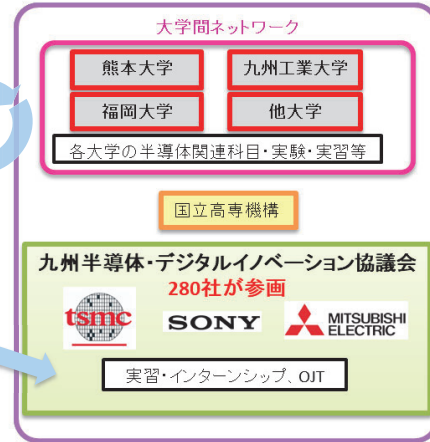 大学間ネットワーク
熊本大学 九州工業大学
福岡大学 他大学
各大学の半導体関連科目・実験・実習等
国立高専機構
九州半導体・デジタルイノベーション協議会
280社が参画
tsmc SONY MITSUBISHI
ELECTRIC
実習・インターンシップ、OJT